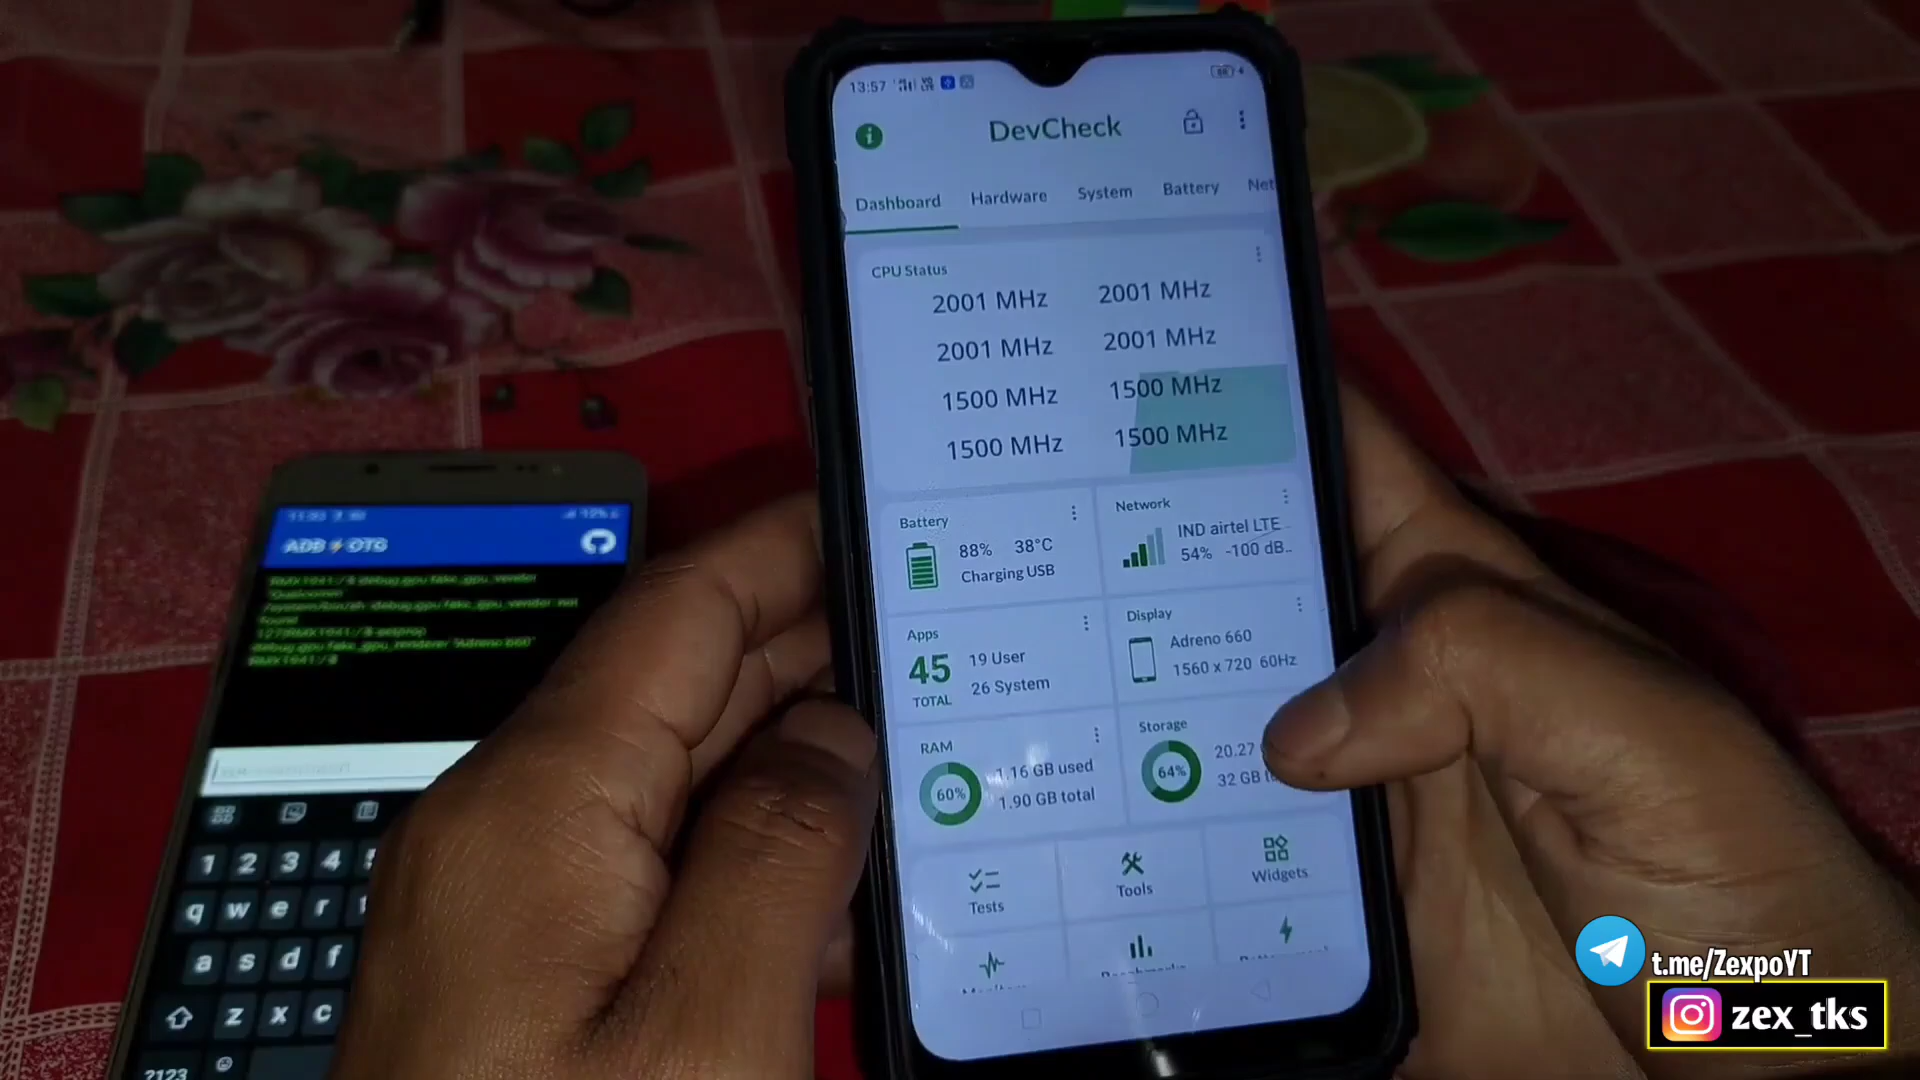 13:57
DevCheck
Dashboard Hardware System Battery Net
CPU Status
2001 MHz 2001 MHz
2001 MHz 2001 MHz
1500 MHz 1500 MHz
1500 MHz 1500 MHz
Battery
88% 38°C
Charging USB
Network
IND airtel LTE
54% -100 dB..
Apps
45
TOTAL
19 User
26 System
Display
Adreno 660
1560 x 720 60Hz
RAM
60%
1.16 GB used
1.90 GB total
Storage
64%
20.27
32 GB
Tests
Tools
Widgets
ADB OTG
1 2 3 4
q w e r
a s d f
z x c
?123
t.me/ZexpoYT
zex_tks